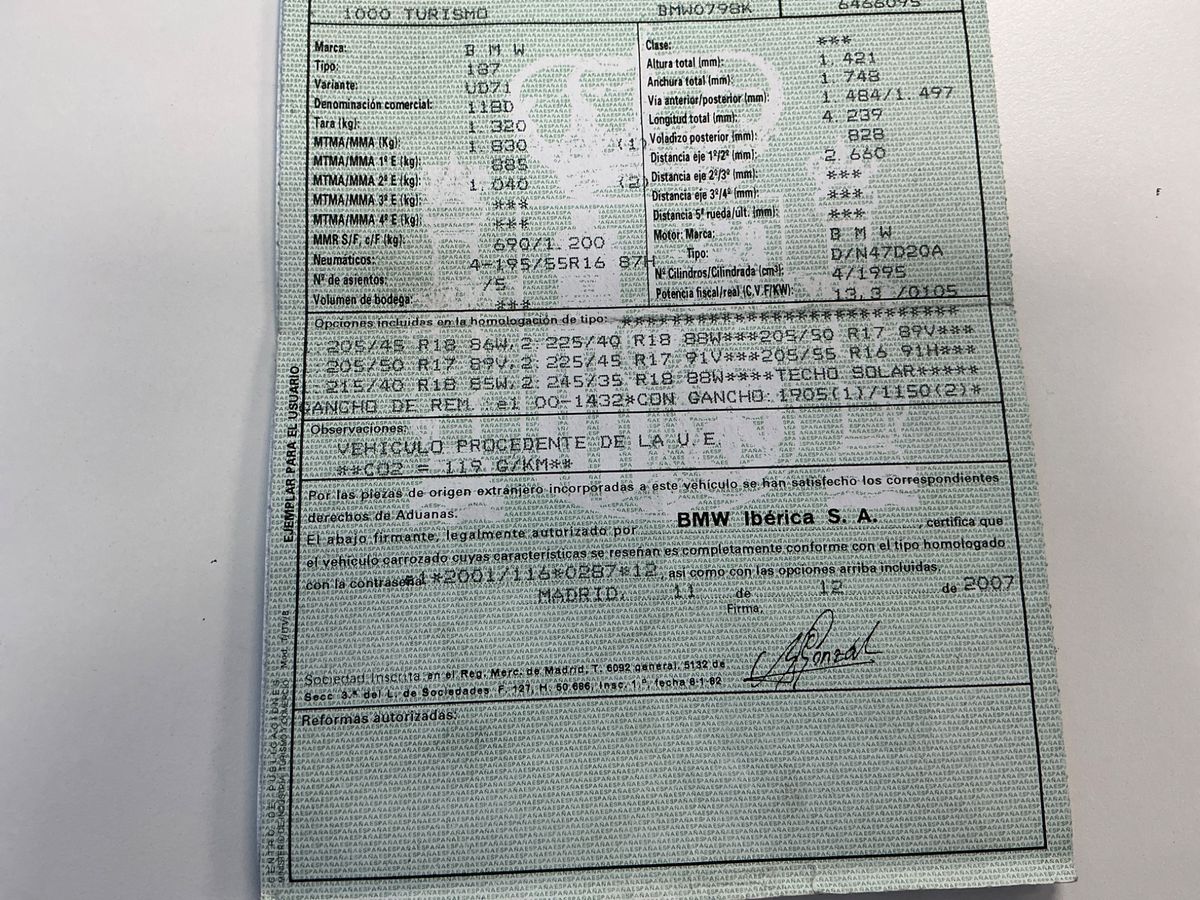 1000 TURISMO BMW0798K 6466095
Marca: B M W
Tipo: 187
Variante: UD71
Denominación comercial: 118D
Tara (kg): 1.320
MTMA/MMA (Kg): 1.830 (1)
MTMA/MMA 1º E (kg): 885
MTMA/MMA 2º E (kg): 1.040 (2)
MTMA/MMA 3º E (kg): ***
MTMA/MMA 4º E (kg): ***
MMR S/F, c/F (kg): 690/1.200
Neumáticos: 4-195/55R16 87H
Nº de asientos: /5
Volumen de bodega: ***
Clase: ***
Altura total (mm): 1.421
Anchura total (mm): 1.748
Vía anterior/posterior (mm): 1.484/1.497
Longitud total (mm): 4.239
Voladizo posterior (mm): 828
Distancia eje 1º/2º (mm): 2.660
Distancia eje 2º/3º (mm): ***
Distancia eje 3º/4º (mm): ***
Distancia 5ª rueda/últ. (mm): ***
Motor: Marca: B M W
Tipo: D/N47D20A
Nº Cilindros/Cilindrada (cm³): 4/1995
Potencia fiscal/real (C.V.F/KW): 13,3 /0105
Opciones incluidas en la homologación de tipo: **************************
205/45 R18 86W,2 225/40 R18 88W***205/50 R17 89V***
205/50 R17 89V,2 225/45 R17 91V***205/55 R16 91H***
215/40 R18 85W,2 245/35 R18 88W****TECHO SOLAR*****
GANCHO DE REM. e1 00-1432*CON GANCHO:1905(1)/1150(2)*
Observaciones:
VEHICULO PROCEDENTE DE LA U.E.
**CO2 = 119 G/KM**
Por las piezas de origen extranjero incorporadas a este vehículo se han satisfecho los correspondientes
derechos de Aduanas.
El abajo firmante, legalmente autorizado por BMW Ibérica S. A. , certifica que
el vehículo carrozado cuyas características se reseñan es completamente conforme con el tipo homologado
con la contraseña e1*2001/116*0287*12, así como con las opciones arriba incluidas.
MADRID, 11 de 12 de 2007
Firma,
Sociedad Inscrita en el Reg. Merc. de Madrid, T. 6092 general, 5132 de
Secc 3.ª del L. de Sociedades F. 127, H. 50.686, Insc. 1.ª, fecha 8-1-82
Reformas autorizadas:
EJEMPLAR PARA EL USUARIO